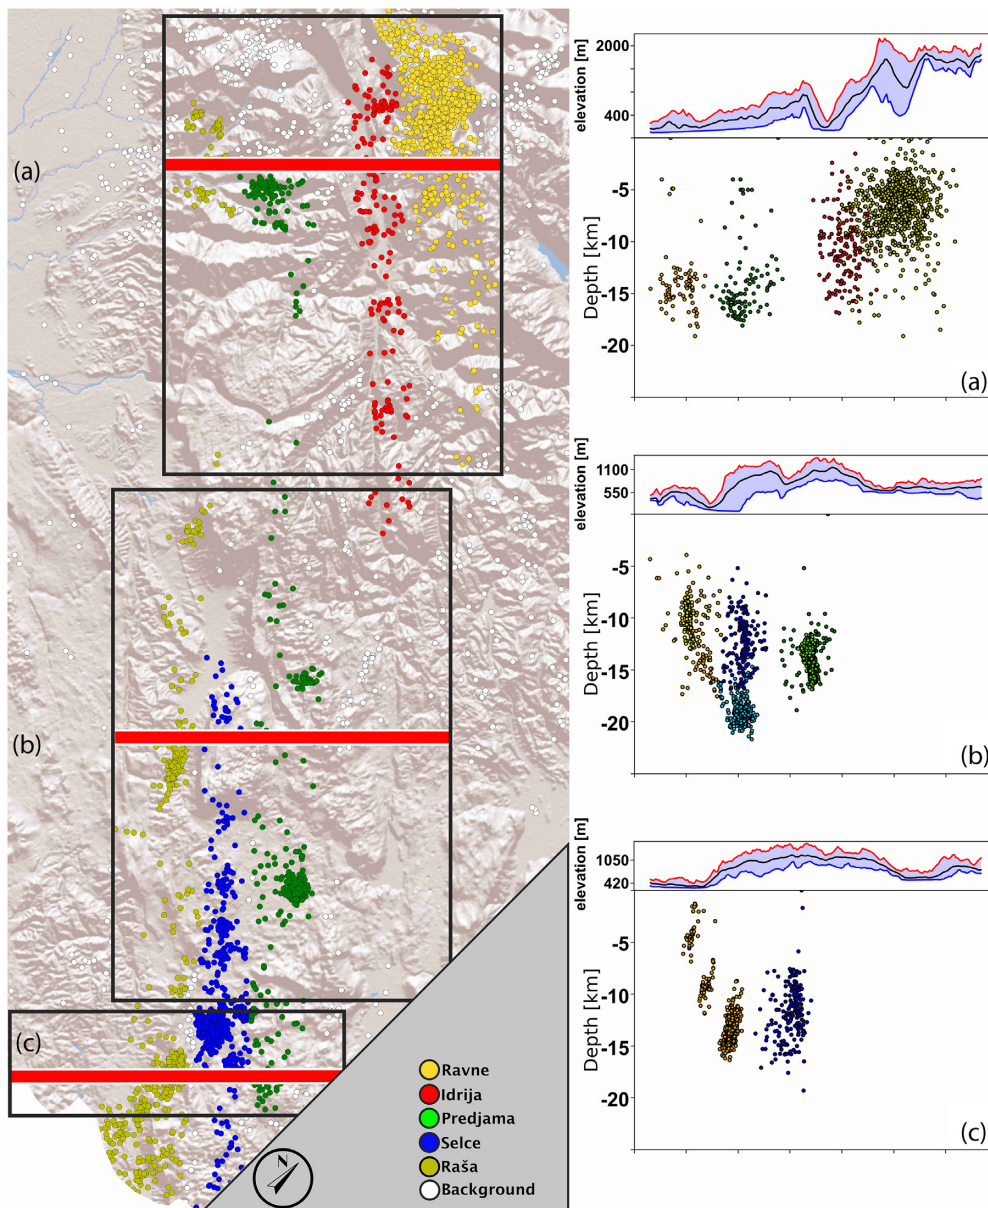 (a)
(b)
(c)
N
Ravne
Idrija
Predjama
Selce
Raša
Background
elevation [m]
2000
400
Depth [km]
-5
-10
-15
-20
(a)
elevation [m]
1100
550
Depth [km]
-5
-10
-15
-20
(b)
elevation [m]
1050
420
Depth [km]
-5
-10
-15
-20
(c)